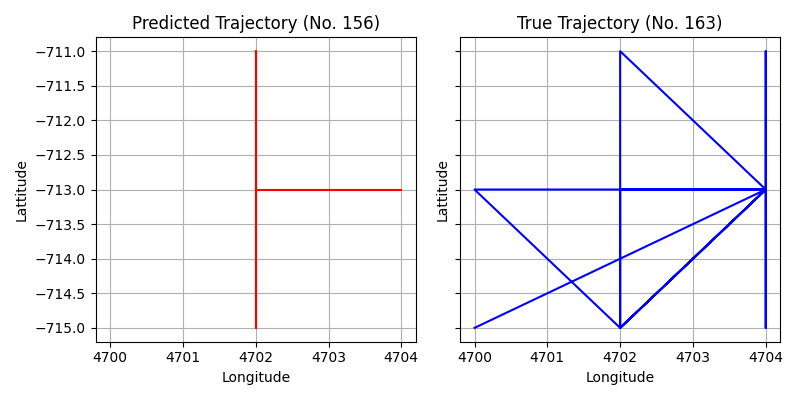 Predicted Trajectory (No. 156)
True Trajectory (No. 163)
−711.0
−711.5
−712.0
−712.5
−713.0
−713.5
−714.0
−714.5
−715.0
Lattitude
Lattitude
4700 4701 4702 4703 4704
4700 4701 4702 4703 4704
Longitude
Longitude